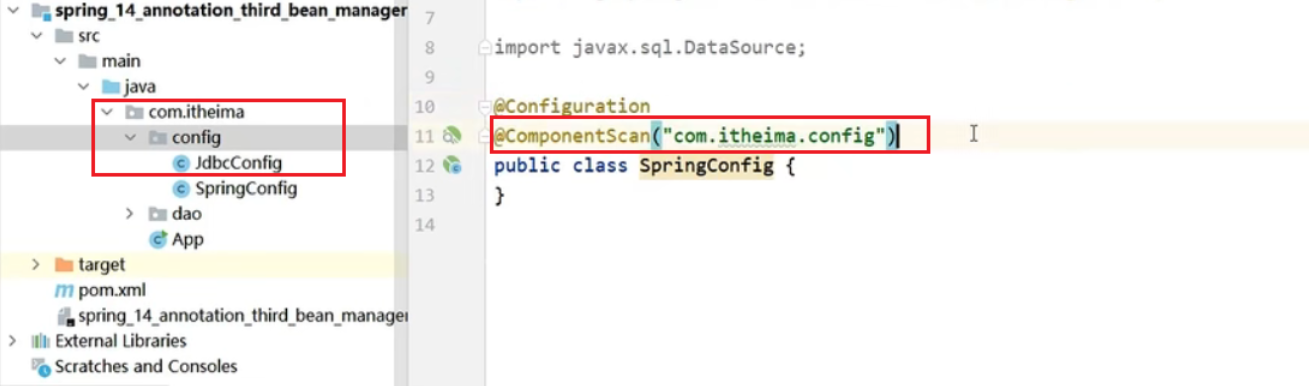 spring_14_annotation_third_bean_manager
src
main
java
com.itheima
config
JdbcConfig
SpringConfig
dao
App
target
pom.xml
spring_14_annotation_third_bean_manager
External Libraries
Scratches and Consoles
7
8 import javax.sql.DataSource;
9
10 @Configuration
11 @ComponentScan("com.itheima.config")
12 public class SpringConfig {
13 }
14